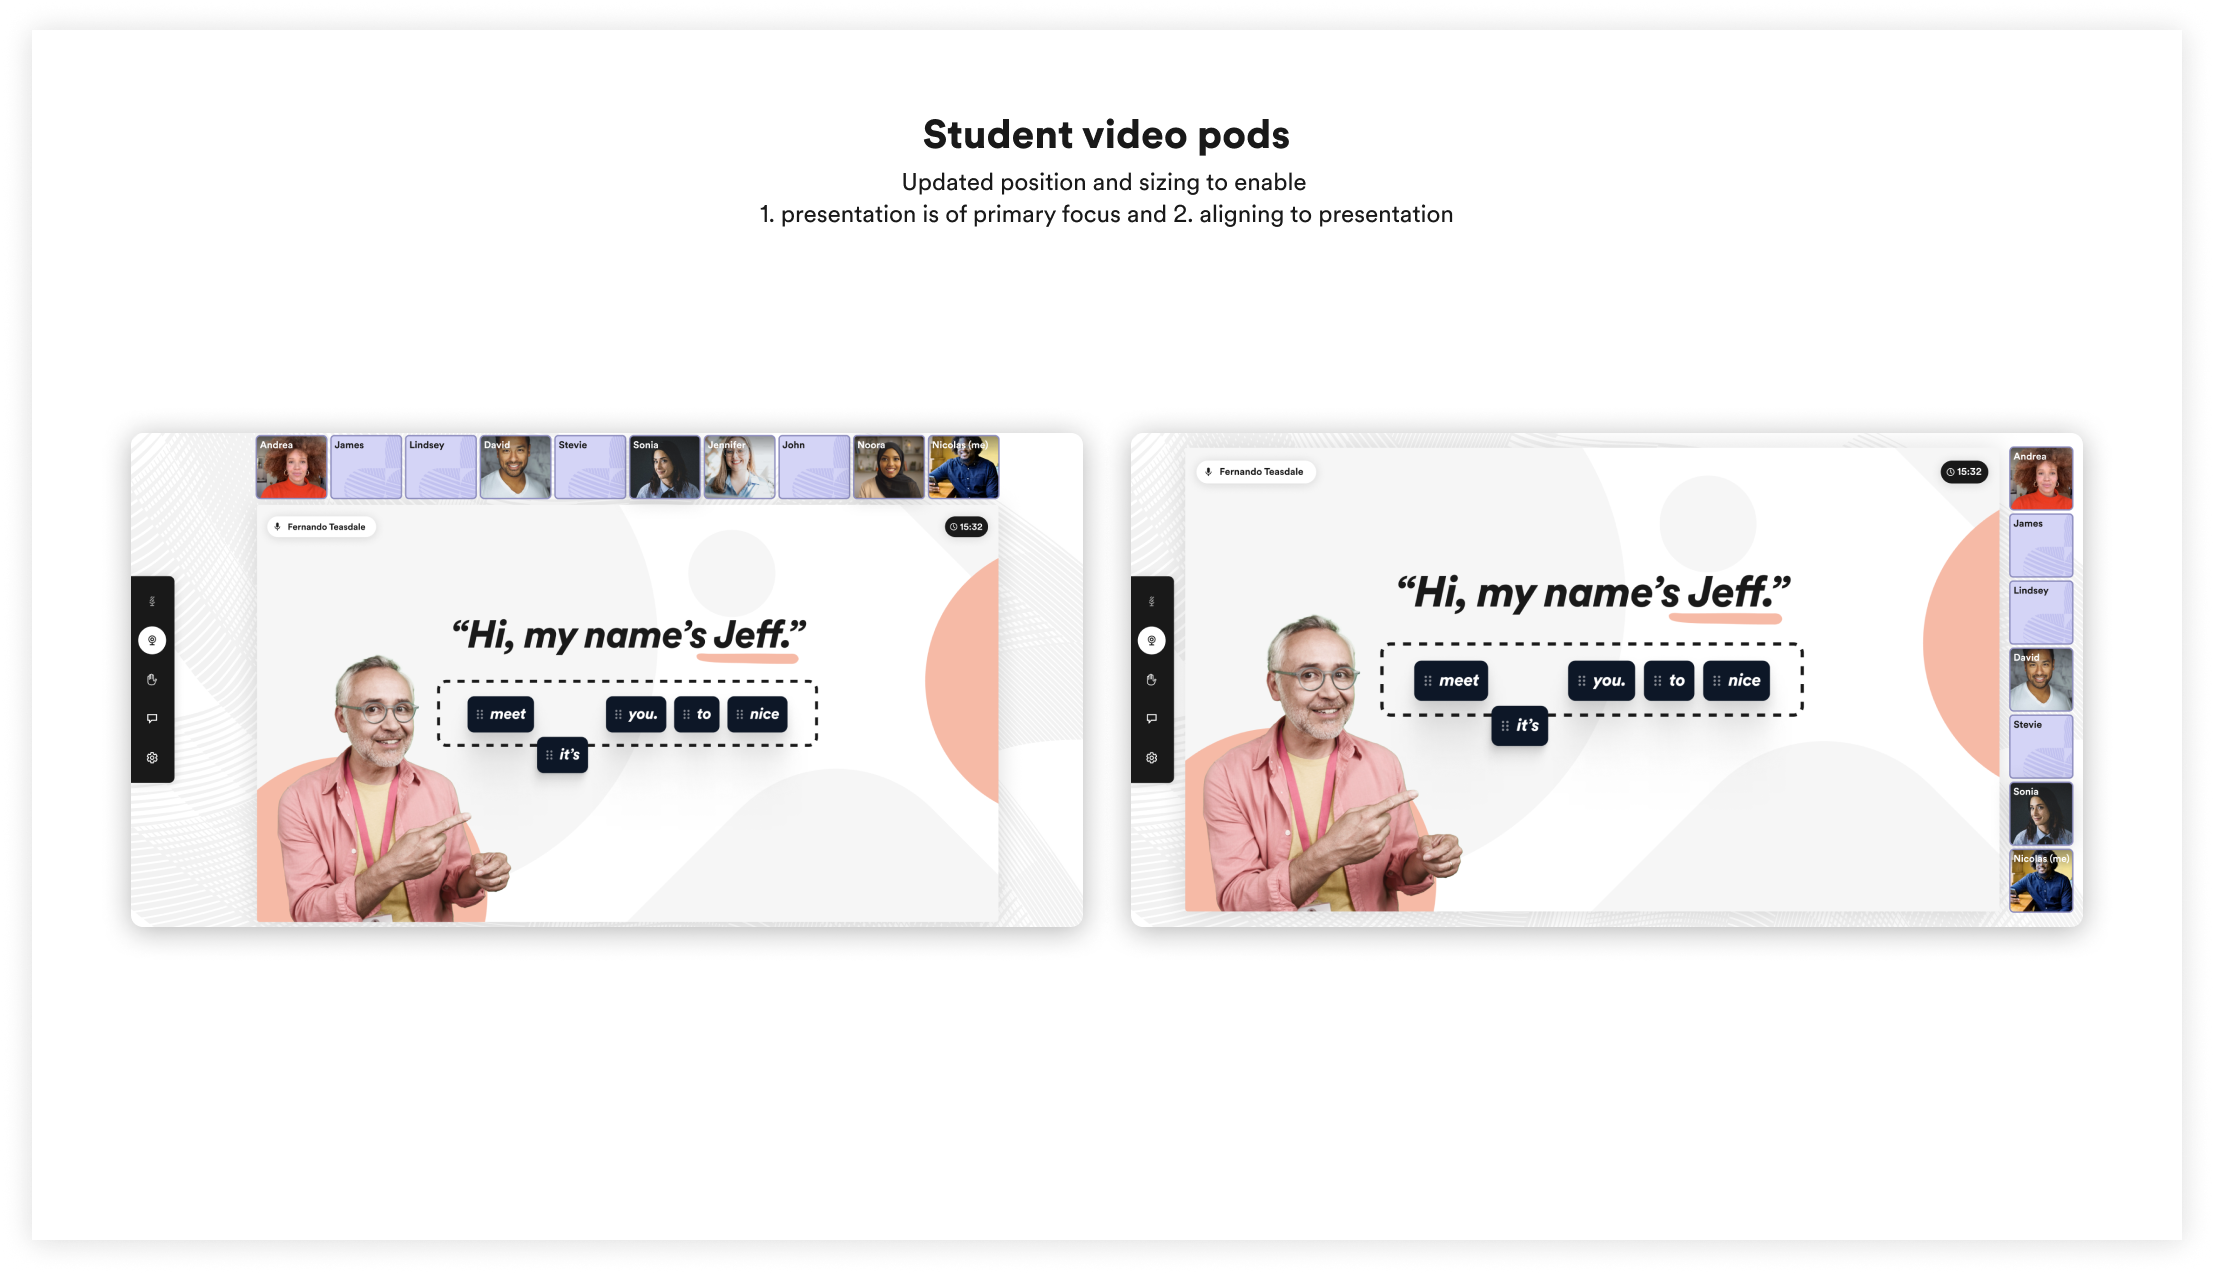 Student video pods
Updated position and sizing to enable
1. presentation is of primary focus and 2. aligning to presentation
Andrea
James
Lindsey
David
Stevie
Sonia
Jennifer
John
Noora
Nicolas (me)
Fernando Teasdale
15:32
“Hi, my name’s Jeff.”
meet
you.
to
nice
it’s
Fernando Teasdale
15:32
“Hi, my name’s Jeff.”
meet
you.
to
nice
it’s
Andrea
James
Lindsey
David
Stevie
Sonia
Nicolas (me)